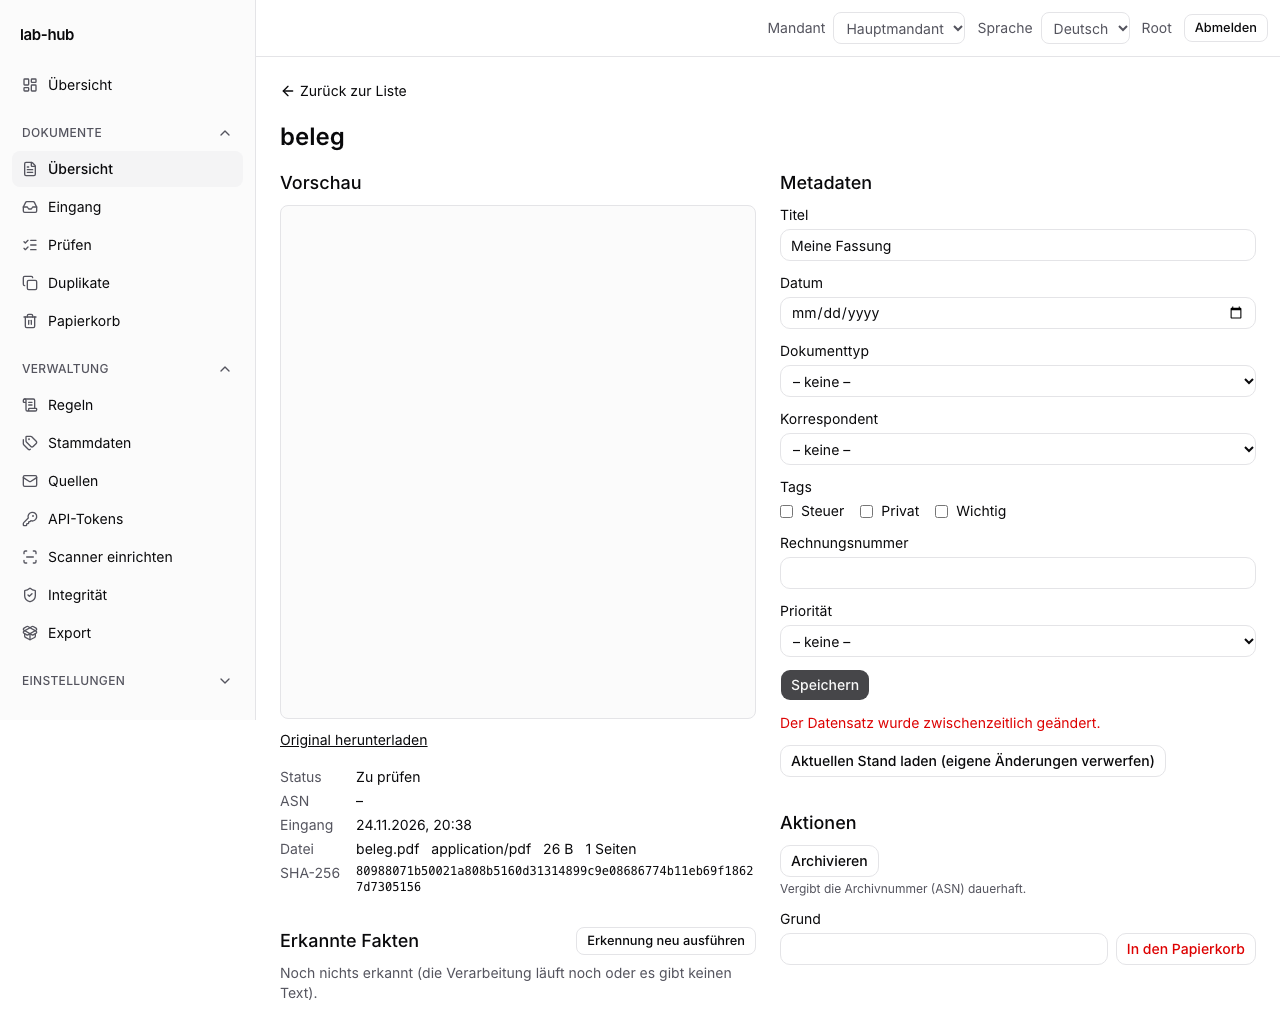 lab-hub
Mandant Hauptmandant Sprache Deutsch Root Abmelden
Übersicht
DOKUMENTE
Übersicht
Eingang
Prüfen
Duplikate
Papierkorb
VERWALTUNG
Regeln
Stammdaten
Quellen
API-Tokens
Scanner einrichten
Integrität
Export
EINSTELLUNGEN
Zurück zur Liste
beleg
Vorschau
Original herunterladen
Status Zu prüfen
ASN –
Eingang 24.11.2026, 20:38
Datei beleg.pdf application/pdf 26 B 1 Seiten
SHA-256 80988071b50021a808b5160d31314899c9e08686774b11eb69f1862
7d7305156
Erkannte Fakten Erkennung neu ausführen
Noch nichts erkannt (die Verarbeitung läuft noch oder es gibt keinen
Text).
Metadaten
Titel
Meine Fassung
Datum
mm/dd/yyyy
Dokumenttyp
– keine –
Korrespondent
– keine –
Tags
Steuer Privat Wichtig
Rechnungsnummer
Priorität
– keine –
Speichern
Der Datensatz wurde zwischenzeitlich geändert.
Aktuellen Stand laden (eigene Änderungen verwerfen)
Aktionen
Archivieren
Vergibt die Archivnummer (ASN) dauerhaft.
Grund
In den Papierkorb